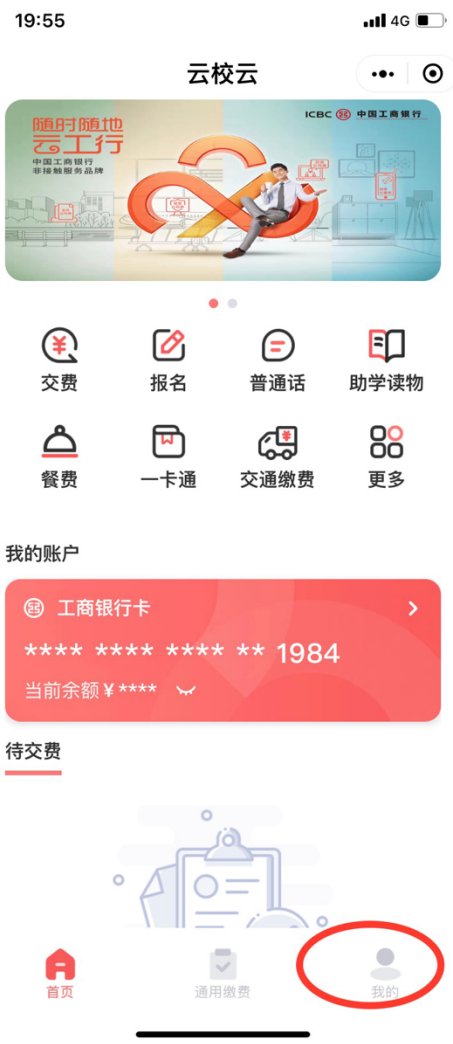 19:55
4G
云校云
随时随地
云工行
中国工商银行
非接触服务品牌
ICBC 中国工商银行
交费
报名
普通话
助学读物
餐费
一卡通
交通缴费
更多
我的账户
工商银行卡
**** **** **** ** 1984
当前余额¥****
待交费
首页
通用缴费
我的